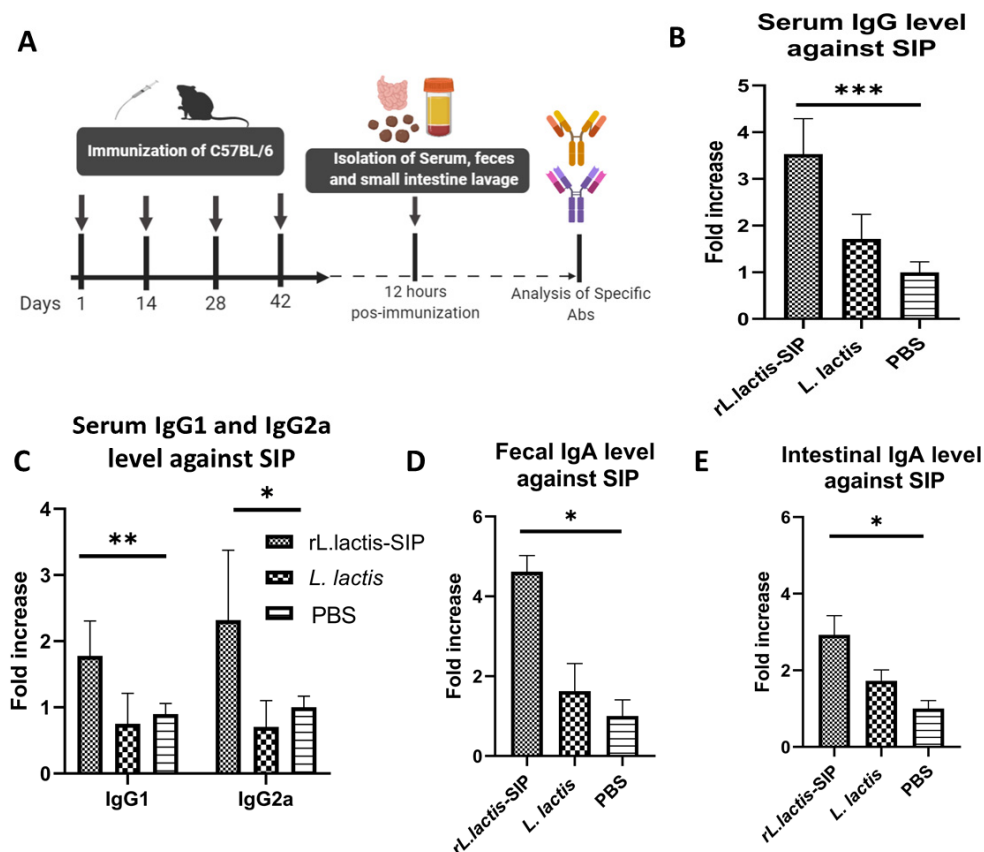 A
Immunization of C57BL/6
Isolation of Serum, feces
and small intestine lavage
Days 1 14 28 42
12 hours
pos-immunization
Analysis of Specific
Abs
B
Serum IgG level
against SIP
***
Fold increase
5
4
3
2
1
0
rL.lactis-SIP
L. lactis
PBS
C
Serum IgG1 and IgG2a
level against SIP
**
*
Fold increase
4
3
2
1
0
IgG1
IgG2a
rL.lactis-SIP
L. lactis
PBS
D
Fecal IgA level
against SIP
*
Fold increase
6
4
2
0
rL.lactis-SIP
L. lactis
PBS
E
Intestinal IgA level
against SIP
*
Fold increase
6
4
2
0
rL.lactis-SIP
L. lactis
PBS